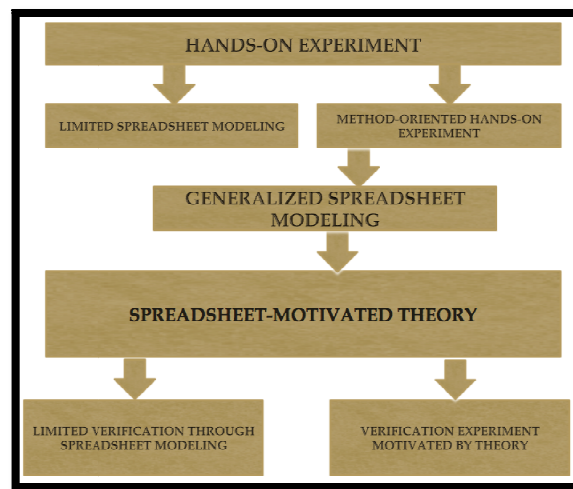 HANDS-ON EXPERIMENT
LIMITED SPREADSHEET MODELING
METHOD-ORIENTED HANDS-ON
EXPERIMENT
GENERALIZED SPREADSHEET
MODELING
SPREADSHEET-MOTIVATED THEORY
LIMITED VERIFICATION THROUGH
SPREADSHEET MODELING
VERIFICATION EXPERIMENT
MOTIVATED BY THEORY